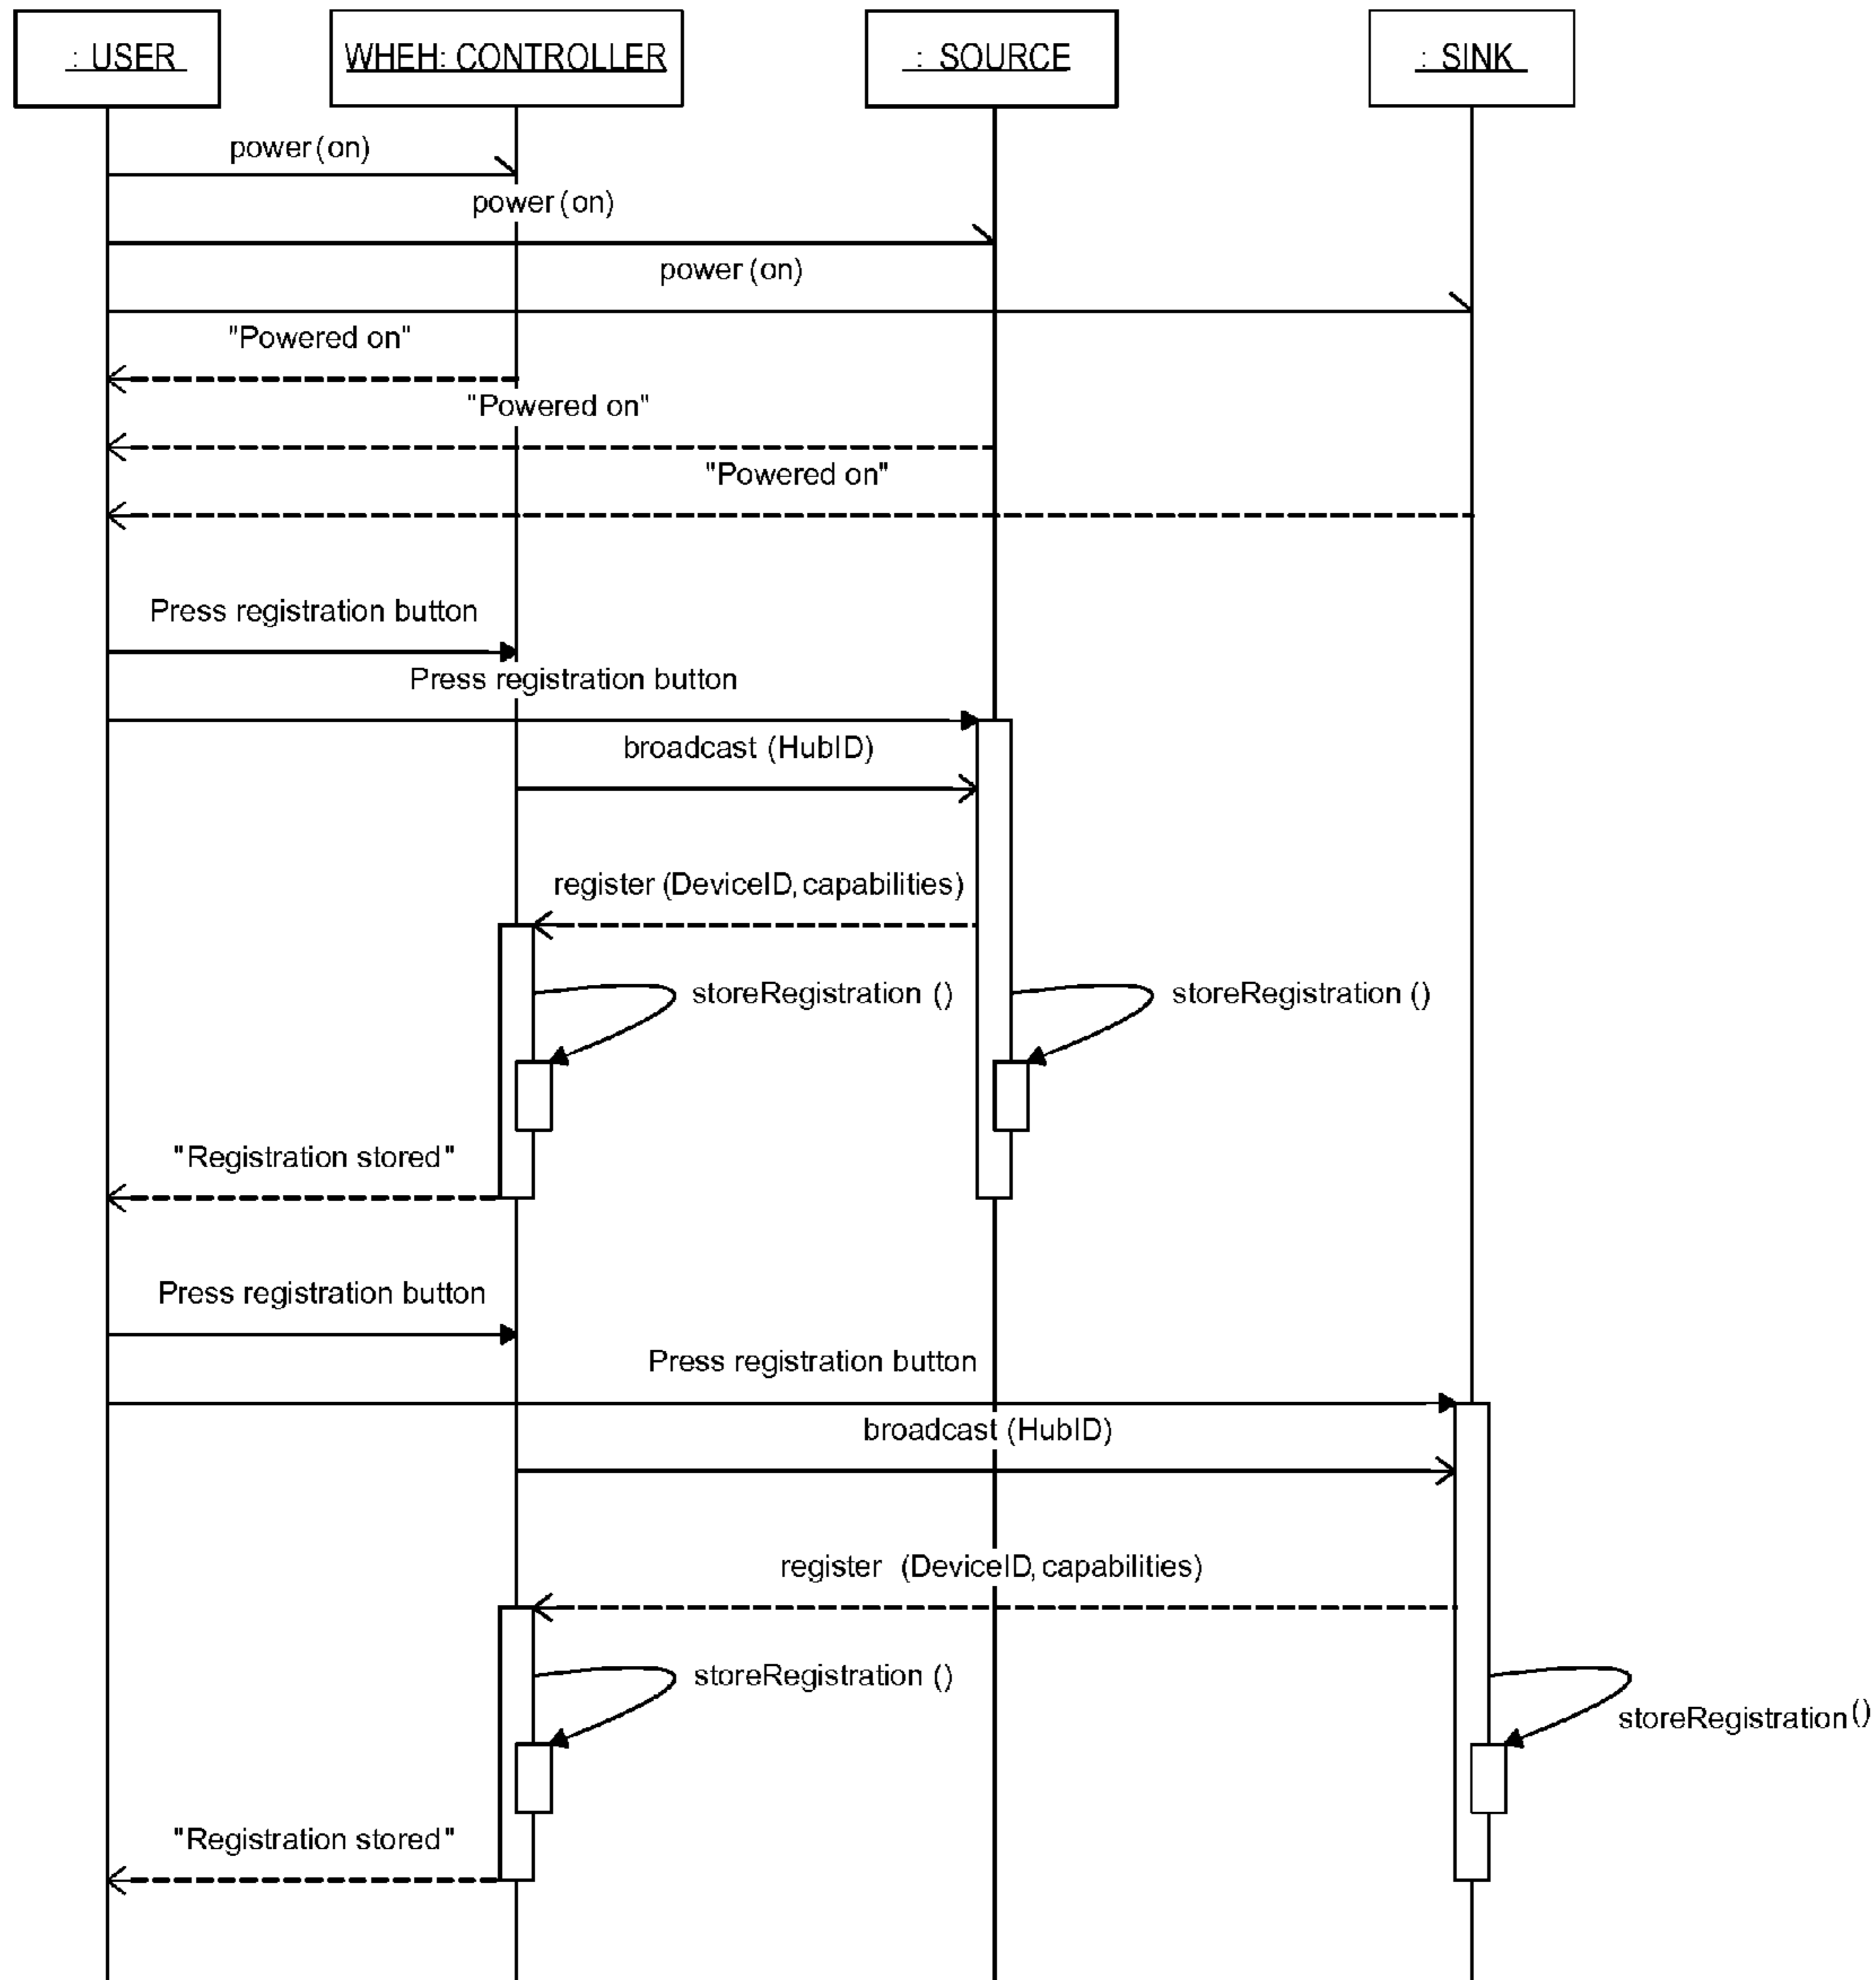 : USER
WHEH: CONTROLLER
: SOURCE
: SINK
power (on)
power (on)
power (on)
"Powered on"
"Powered on"
"Powered on"
Press registration button
Press registration button
broadcast (HubID)
register (DeviceID, capabilities)
storeRegistration ()
storeRegistration ()
"Registration stored"
Press registration button
Press registration button
broadcast (HubID)
register (DeviceID, capabilities)
storeRegistration ()
storeRegistration ()
"Registration stored"